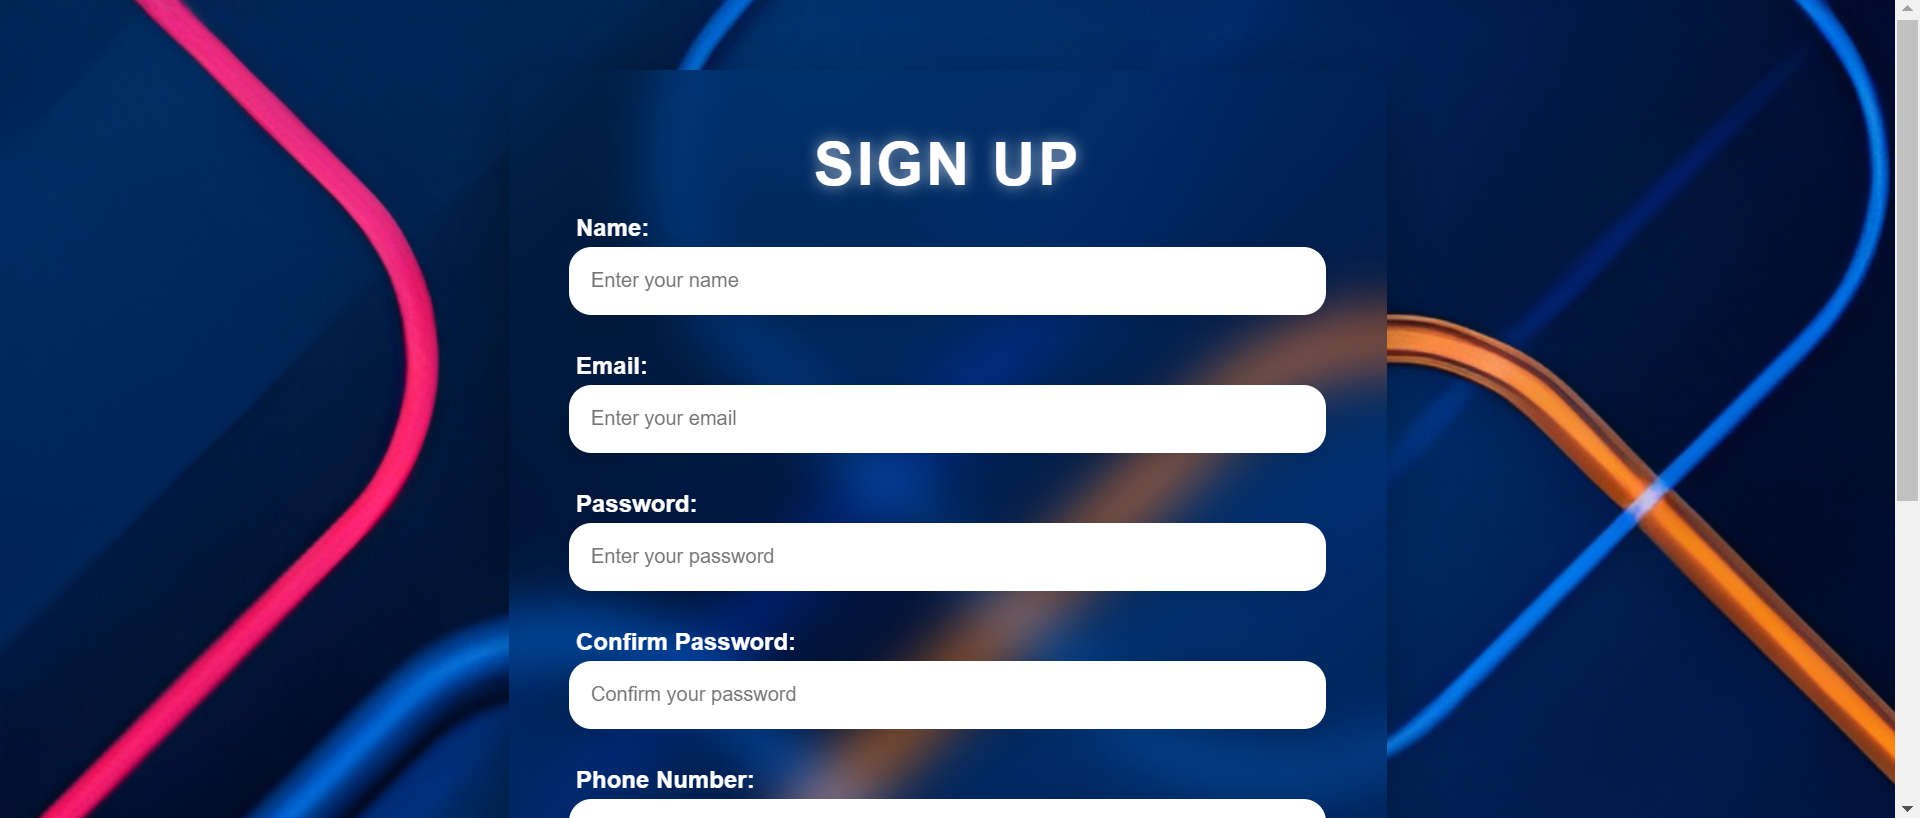 SIGN UP
Name:
Enter your name
Email:
Enter your email
Password:
Enter your password
Confirm Password:
Confirm your password
Phone Number: